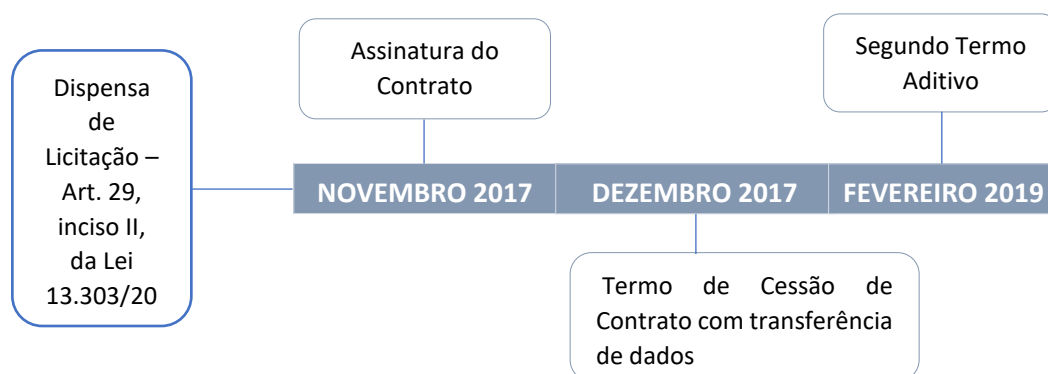 Dispensa
de
Licitação –
Art. 29,
inciso II,
da Lei
13.303/20
Assinatura do
Contrato
Segundo Termo
Aditivo
NOVEMBRO 2017
DEZEMBRO 2017
FEVEREIRO 2019
Termo de Cessão de
Contrato com transferência
de dados